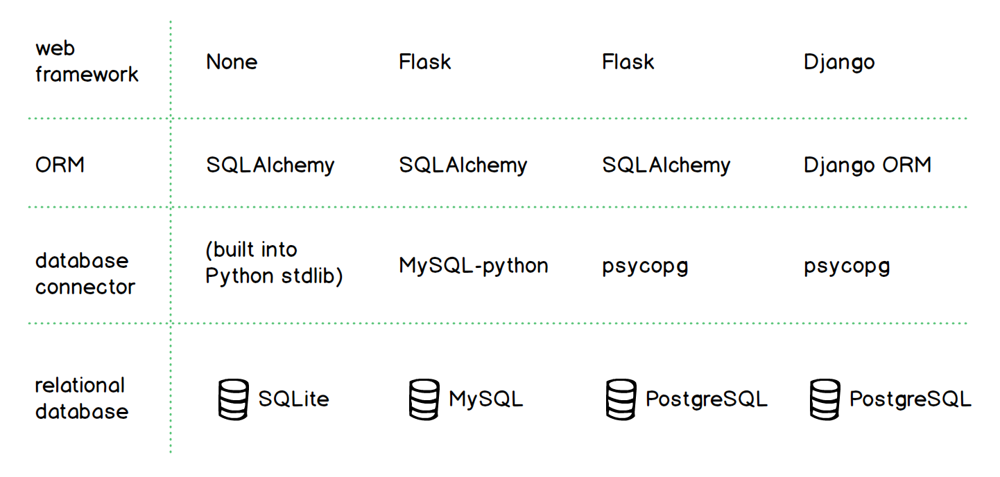 web
framework
None
Flask
Flask
Django
ORM
SQLAlchemy
SQLAlchemy
SQLAlchemy
Django ORM
database
connector
(built into
Python stdlib)
MySQL-python
psycopg
psycopg
relational
database
SQLite
MySQL
PostgreSQL
PostgreSQL